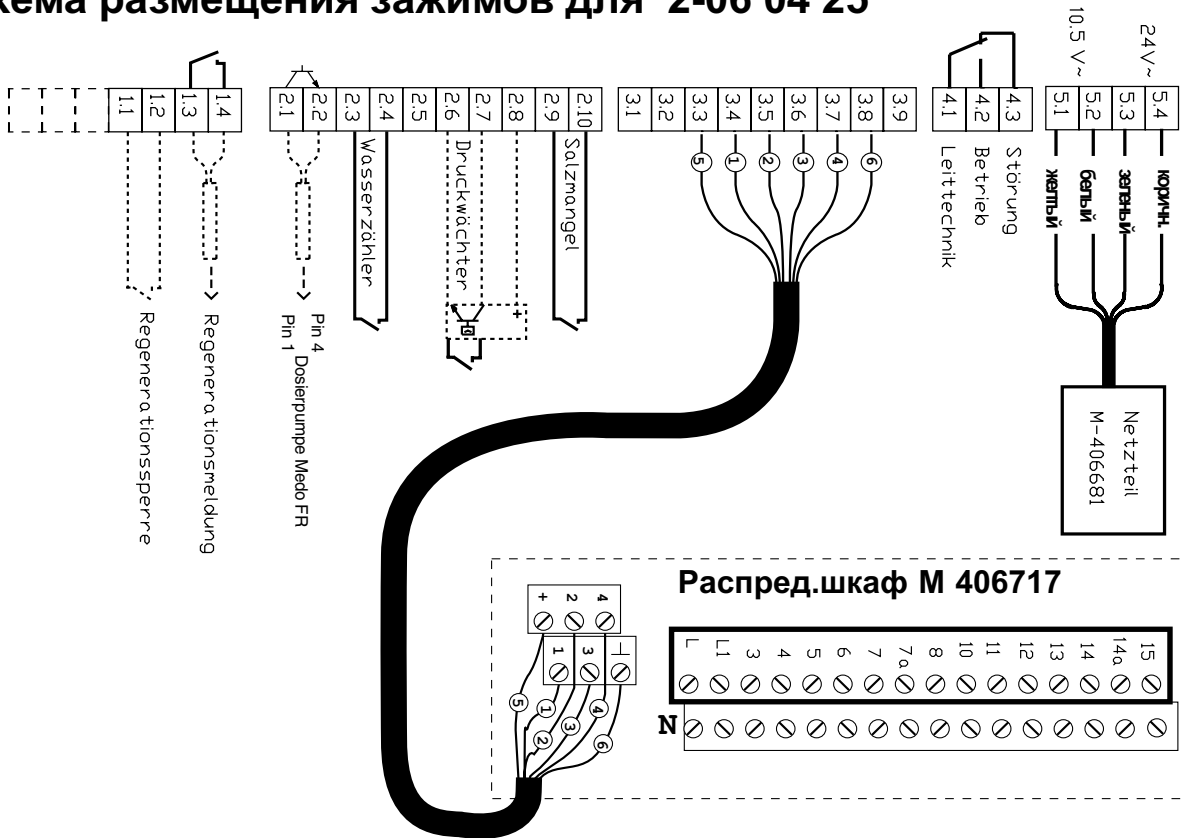 хема размещения зажимов для 2-06 04 25
10.5 V~
24V~
1.1 1.2 1.3 1.4
2.1 2.2 2.3 2.4 2.5 2.6 2.7 2.8 2.9 2.10
3.1 3.2 3.3 3.4 3.5 3.6 3.7 3.8 3.9
4.1 4.2 4.3
5.1 5.2 5.3 5.4
Regenerationssperre
Regenerationsmeldung
Pin 1
Pin 4
Dosierpumpe Medo FR
Wasserzähler
Druckwächter
+
Salzmangel
5 1 2 3 4 6
Leittechnik
Betrieb
Störung
желтый
белый
зеленый
коричн.
Netzteil
M-406681
Распред.шкаф М 406717
+ 2 4
1 3
5 1 2 3 4 6
L L1 3 4 5 6 7 7a 8 10 11 12 13 14 14a 15
N